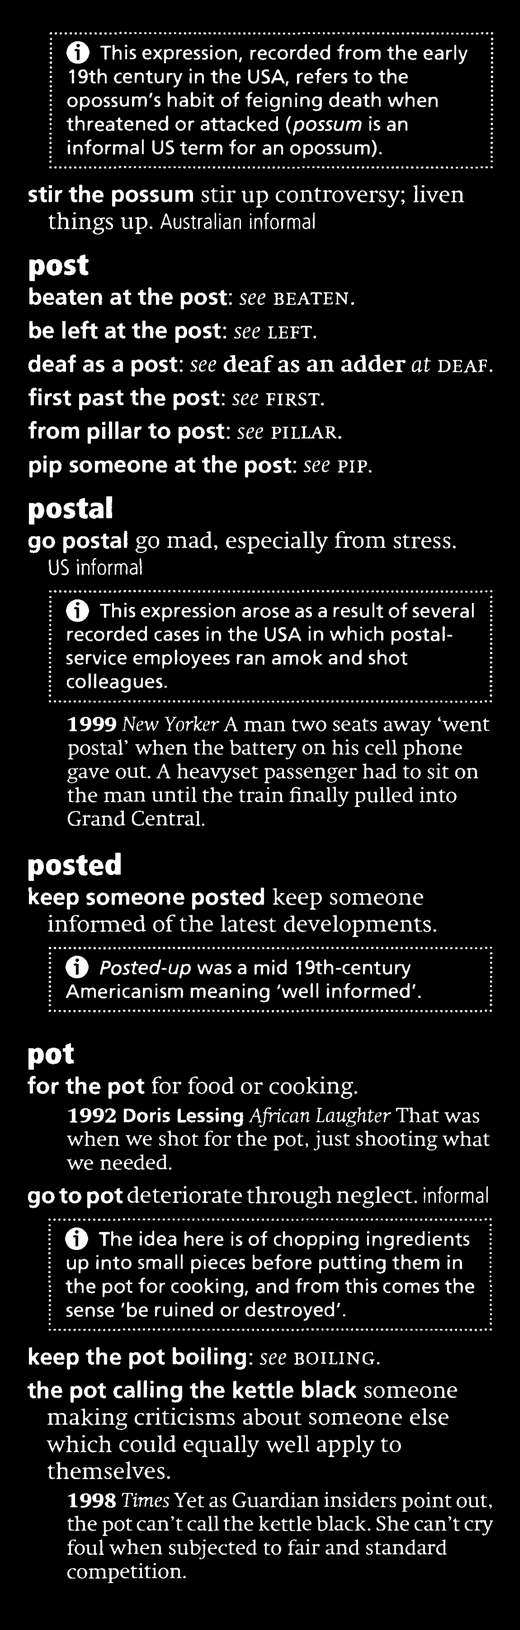 ⓘ This expression, recorded from the early
19th century in the USA, refers to the
opossum's habit of feigning death when
threatened or attacked (possum is an
informal US term for an opossum).
stir the possum stir up controversy; liven
things up. Australian informal
post
beaten at the post: see BEATEN.
be left at the post: see LEFT.
deaf as a post: see deaf as an adder at DEAF.
first past the post: see FIRST.
from pillar to post: see PILLAR.
pip someone at the post: see PIP.
postal
go postal go mad, especially from stress.
US informal
ⓘ This expression arose as a result of several
recorded cases in the USA in which postal-
service employees ran amok and shot
colleagues.
1999 New Yorker A man two seats away ‘went
postal’ when the battery on his cell phone
gave out. A heavyset passenger had to sit on
the man until the train finally pulled into
Grand Central.
posted
keep someone posted keep someone
informed of the latest developments.
ⓘ Posted-up was a mid 19th-century
Americanism meaning ‘well informed’.
pot
for the pot for food or cooking.
1992 Doris Lessing African Laughter That was
when we shot for the pot, just shooting what
we needed.
go to pot deteriorate through neglect. informal
ⓘ The idea here is of chopping ingredients
up into small pieces before putting them in
the pot for cooking, and from this comes the
sense ‘be ruined or destroyed’.
keep the pot boiling: see BOILING.
the pot calling the kettle black someone
making criticisms about someone else
which could equally well apply to
themselves.
1998 Times Yet as Guardian insiders point out,
the pot can't call the kettle black. She can't cry
foul when subjected to fair and standard
competition.